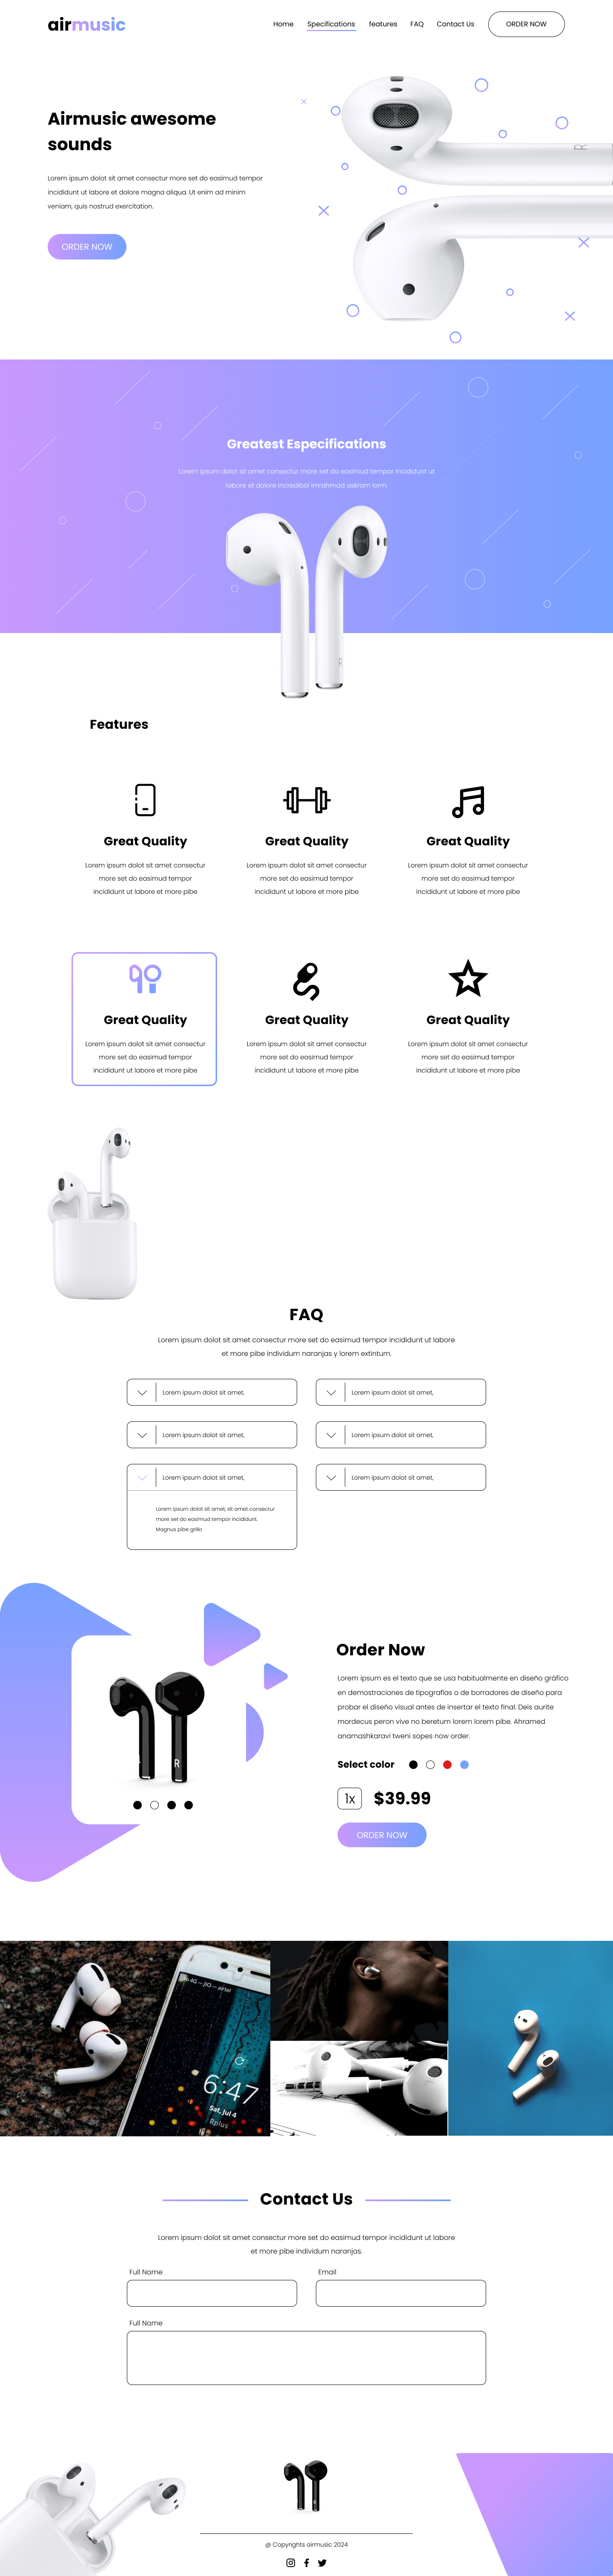 airmusic
Home Specifications features FAQ Contact Us ORDER NOW
Airmusic awesome
sounds
Lorem ipsum dolot sit amet consectur more set do easimud tempor
incididunt ut labore et dolore magna aliqua. Ut enim ad minim
veniam, quis nostrud exercitation.
ORDER NOW
Greatest Especifications
Lorem ipsum dolot sit amet consectur more set do easimud tempor incididunt ut
labore et dolore incredibol imrahmad askram lorm.
R
Features
Great Quality
Lorem ipsum dolot sit amet consectur
more set do easimud tempor
incididunt ut labore et more pibe
Great Quality
Lorem ipsum dolot sit amet consectur
more set do easimud tempor
incididunt ut labore et more pibe
Great Quality
Lorem ipsum dolot sit amet consectur
more set do easimud tempor
incididunt ut labore et more pibe
Great Quality
Lorem ipsum dolot sit amet consectur
more set do easimud tempor
incididunt ut labore et more pibe
Great Quality
Lorem ipsum dolot sit amet consectur
more set do easimud tempor
incididunt ut labore et more pibe
Great Quality
Lorem ipsum dolot sit amet consectur
more set do easimud tempor
incididunt ut labore et more pibe
FAQ
Lorem ipsum dolot sit amet consectur more set do easimud tempor incididunt ut labore
et more pibe individum naranjas y lorem extintum.
Lorem ipsum dolot sit amet,
Lorem ipsum dolot sit amet,
Lorem ipsum dolot sit amet,
Lorem ipsum dolot sit amet,
Lorem ipsum dolot sit amet,
Lorem ipsum dolot sit amet,
Lorem ipsum dolot sit amet, sit amet consectur
more set do easimud tempor incididunt.
Magnus pibe grillo
R
Order Now
Lorem ipsum es el texto que se usa habitualmente en diseño gráfico
en demostraciones de tipografías o de borradores de diseño para
probar el diseño visual antes de insertar el texto final. Deis aurite
mordecus peron vive no beretum lorem lorem pibe. Ahramed
anamashkaravi tweni sopes now order.
Select color
1x $39.99
ORDER NOW
4G — JIO — airtel
6:47
Sat, Jul 4
Rplus
Contact Us
Lorem ipsum dolot sit amet consectur more set do easimud tempor incididunt ut labore
et more pibe individum naranjas.
Full Name
Email
Full Name
@ Copyrights airmusic 2024